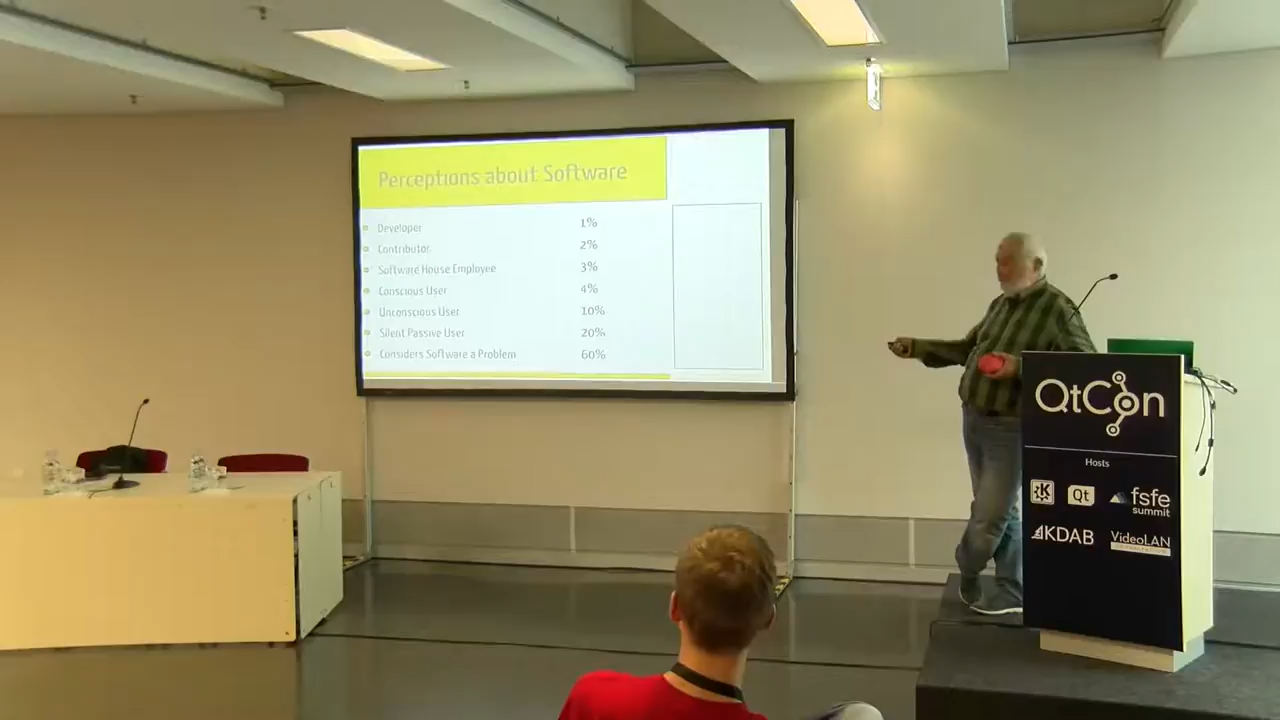 Perceptions about Software
Developer 1%
Contributor 2%
Software House Employee 3%
Conscious User 4%
Unconscious User 10%
Silent Passive User 20%
Considers Software a Problem 60%
QtCon
Hosts
K Qt fsfe
summit
KDAB VideoLAN